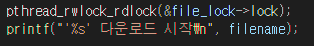 pthread_rwlock_rdlock(&file_lock->lock);
printf("'%s' 다운로드 시작₩n", filename);